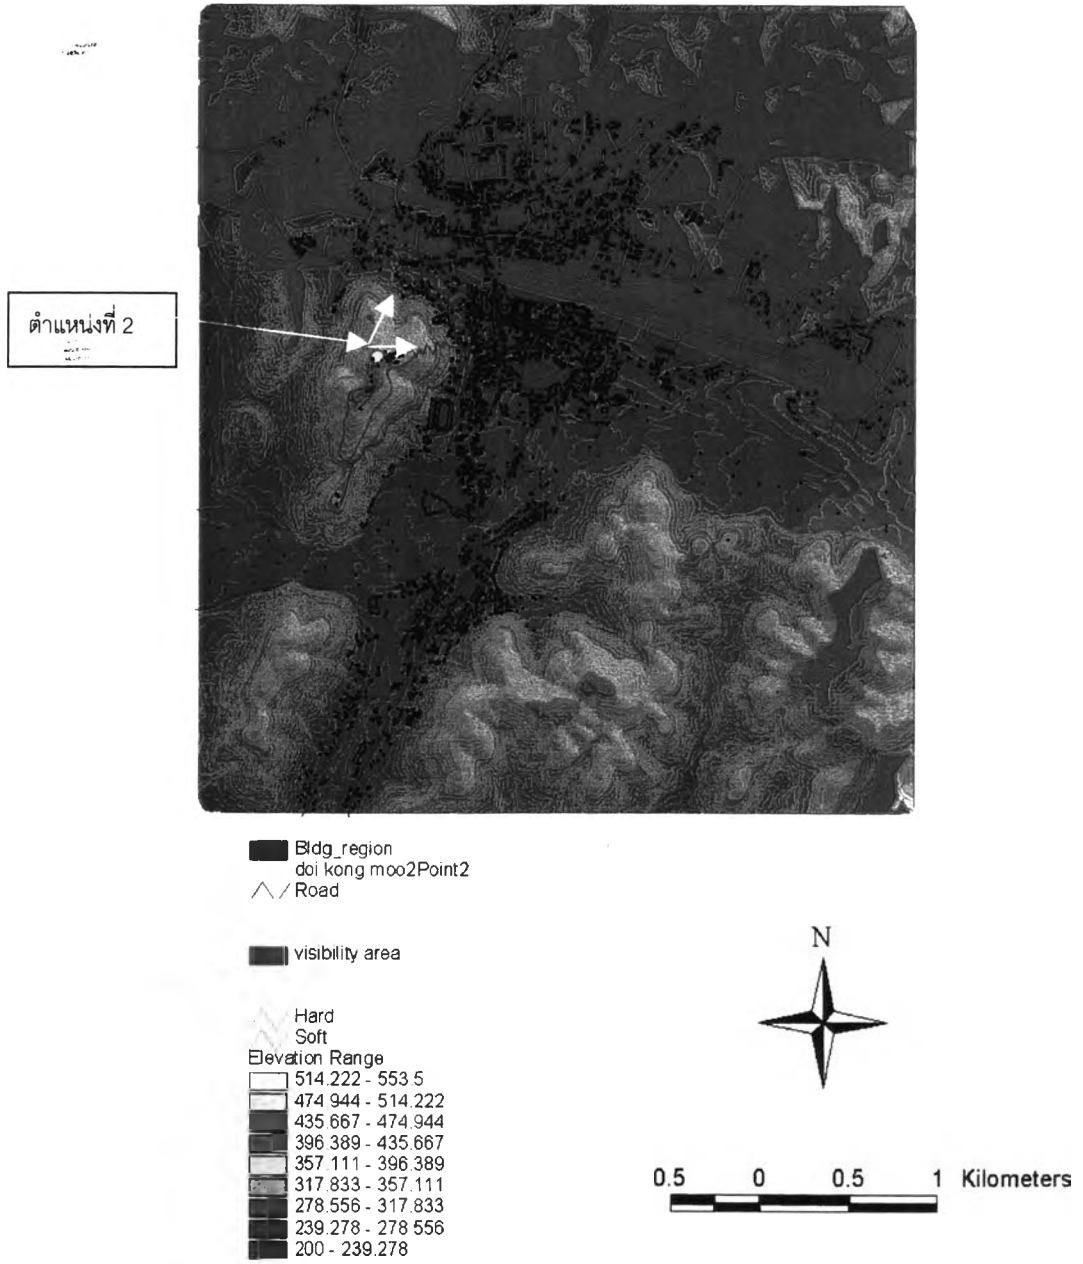 ตำแหน่งที่ 2
Bldg_region
doi kong moo2Point2
Road
visibility area
Hard
Soft
Elevation Range
514.222 - 553.5
474.944 - 514.222
435.667 - 474.944
396.389 - 435.667
357.111 - 396.389
317.833 - 357.111
278.556 - 317.833
239.278 - 278.556
200 - 239.278
N
0.5 0 0.5 1 Kilometers